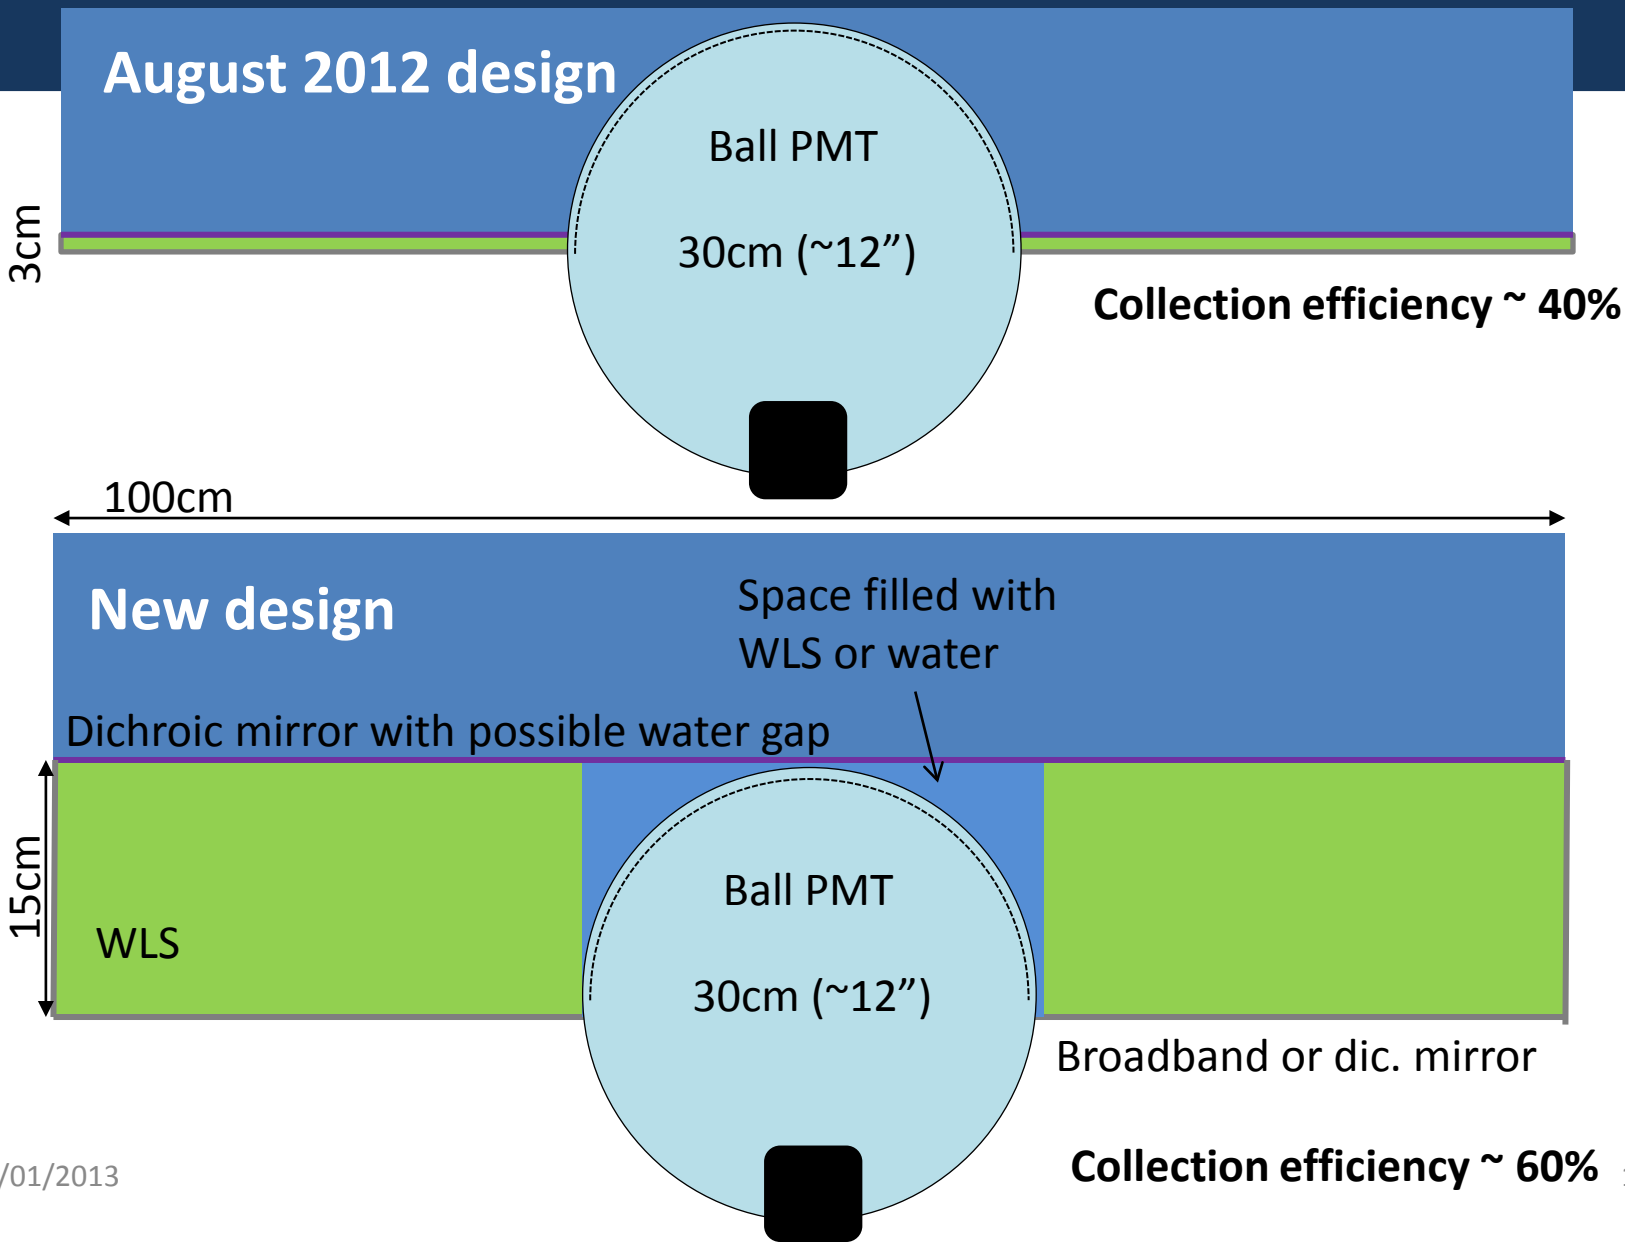 August 2012 design
Ball PMT
30cm (~12”)
3cm
Collection efficiency ~ 40%
100cm
New design
Space filled with
WLS or water
Dichroic mirror with possible water gap
15cm
WLS
Ball PMT
30cm (~12”)
Broadband or dic. mirror
Collection efficiency ~ 60%
/01/2013